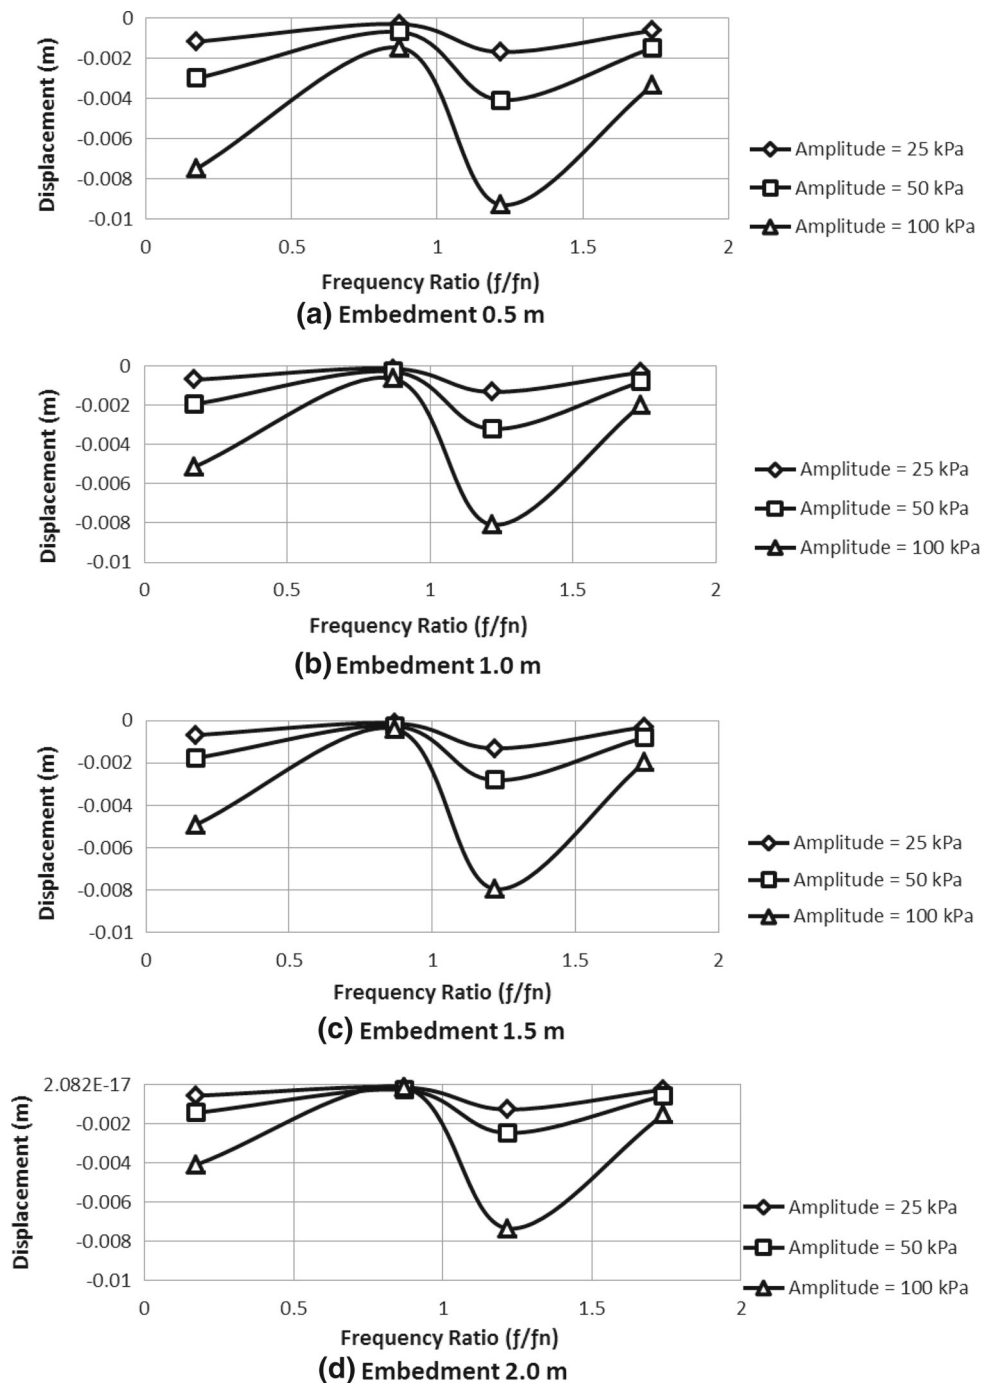 0
-0.002
-0.004
-0.006
-0.008
-0.01
Displacement (m)
0 0.5 1 1.5 2
Frequency Ratio (ƒ/ƒn)
Amplitude = 25 kPa
Amplitude = 50 kPa
Amplitude = 100 kPa
(a) Embedment 0.5 m
0
-0.002
-0.004
-0.006
-0.008
-0.01
Displacement (m)
0 0.5 1 1.5 2
Frequency Ratio (ƒ/ƒn)
Amplitude = 25 kPa
Amplitude = 50 kPa
Amplitude = 100 kPa
(b) Embedment 1.0 m
0
-0.002
-0.004
-0.006
-0.008
-0.01
Displacement (m)
0 0.5 1 1.5 2
Frequency Ratio (ƒ/ƒn)
Amplitude = 25 kPa
Amplitude = 50 kPa
Amplitude = 100 kPa
(c) Embedment 1.5 m
2.082E-17
-0.002
-0.004
-0.006
-0.008
-0.01
Displacement (m)
0 0.5 1 1.5 2
Frequency Ratio (ƒ/ƒn)
Amplitude = 25 kPa
Amplitude = 50 kPa
Amplitude = 100 kPa
(d) Embedment 2.0 m